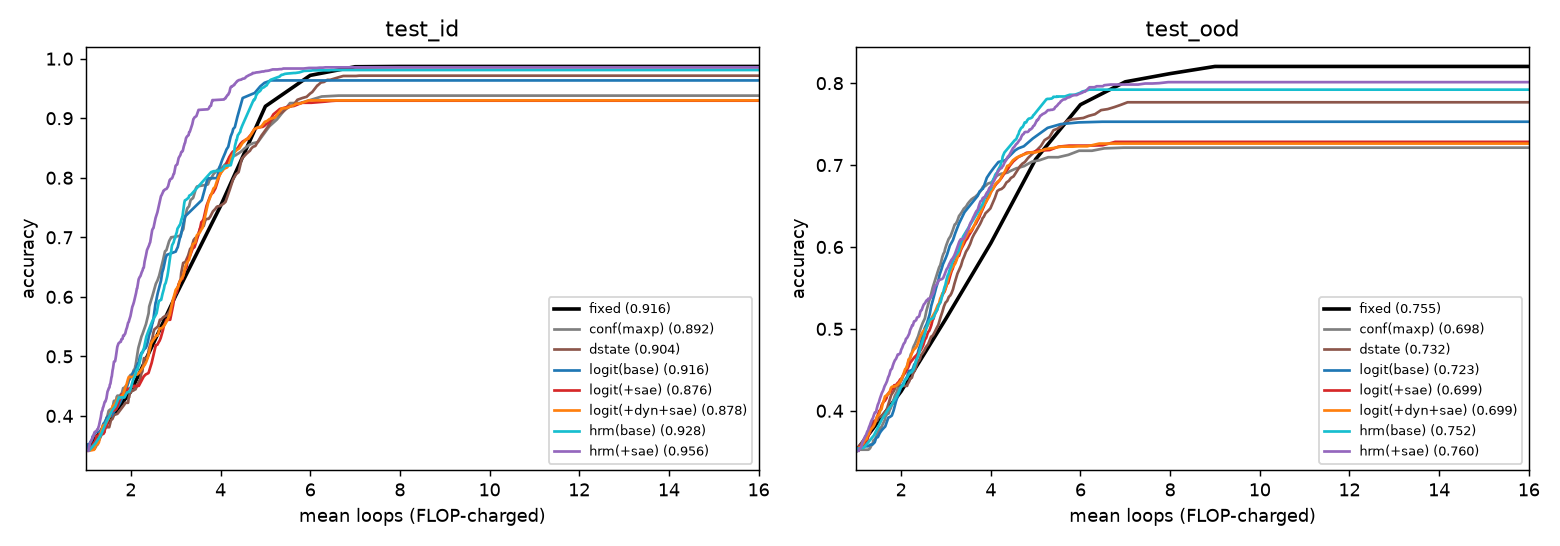 test_id
1.0
0.9
0.8
0.7
0.6
0.5
0.4
accuracy
fixed (0.916)
conf(maxp) (0.892)
dstate (0.904)
logit(base) (0.916)
logit(+sae) (0.876)
logit(+dyn+sae) (0.878)
hrm(base) (0.928)
hrm(+sae) (0.956)
2 4 6 8 10 12 14 16
mean loops (FLOP-charged)
test_ood
0.8
0.7
0.6
0.5
0.4
accuracy
fixed (0.755)
conf(maxp) (0.698)
dstate (0.732)
logit(base) (0.723)
logit(+sae) (0.699)
logit(+dyn+sae) (0.699)
hrm(base) (0.752)
hrm(+sae) (0.760)
2 4 6 8 10 12 14 16
mean loops (FLOP-charged)